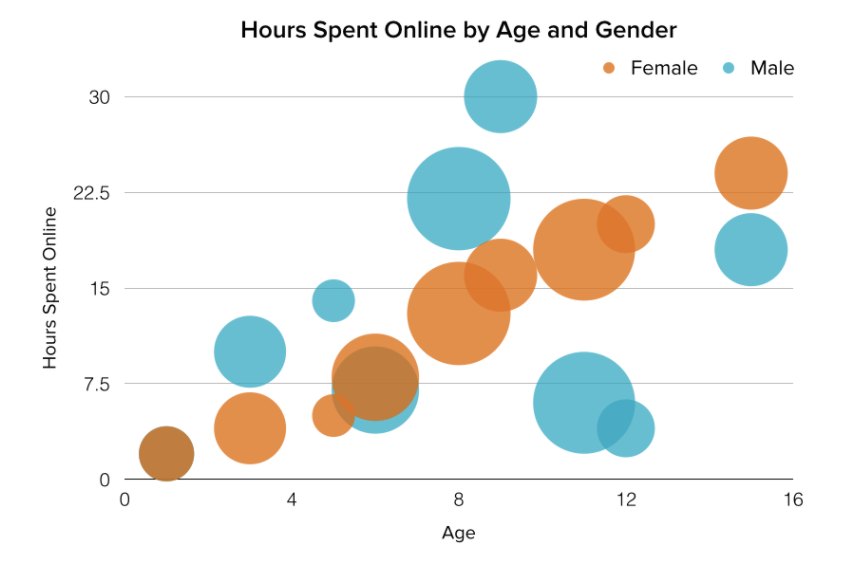 Hours Spent Online by Age and Gender
Female Male
30
22.5
15
7.5
0
Hours Spent Online
0 4 8 12 16
Age